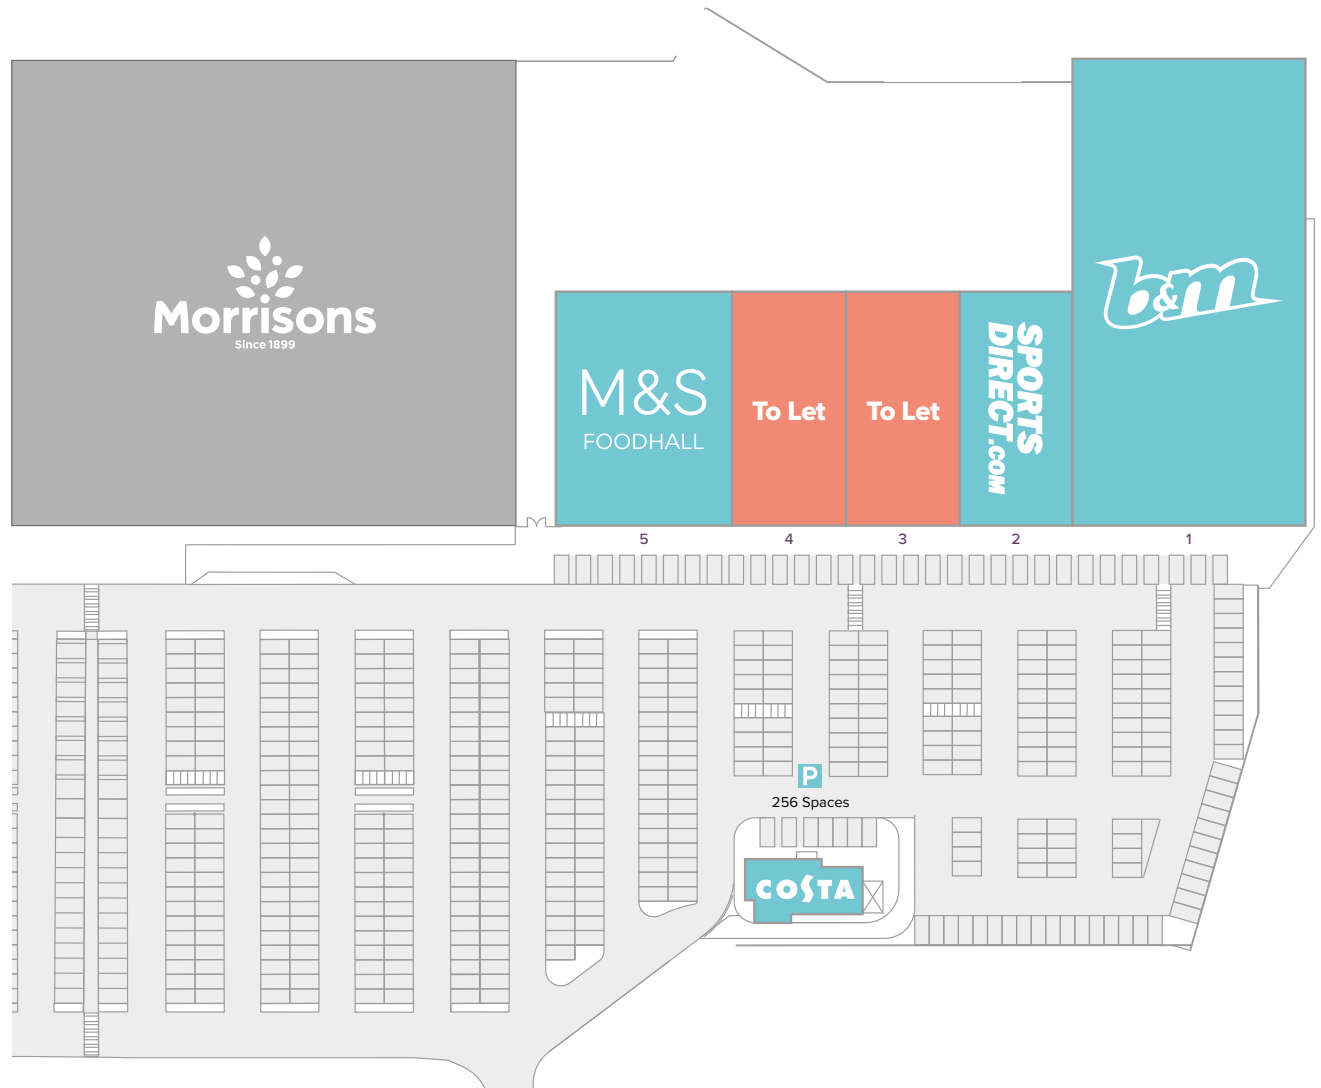 Morrisons
Since 1899
M&S
FOODHALL
To Let
To Let
SPORTS
DIRECT.COM
b&m
5
4
3
2
1
P
256 Spaces
COSTA